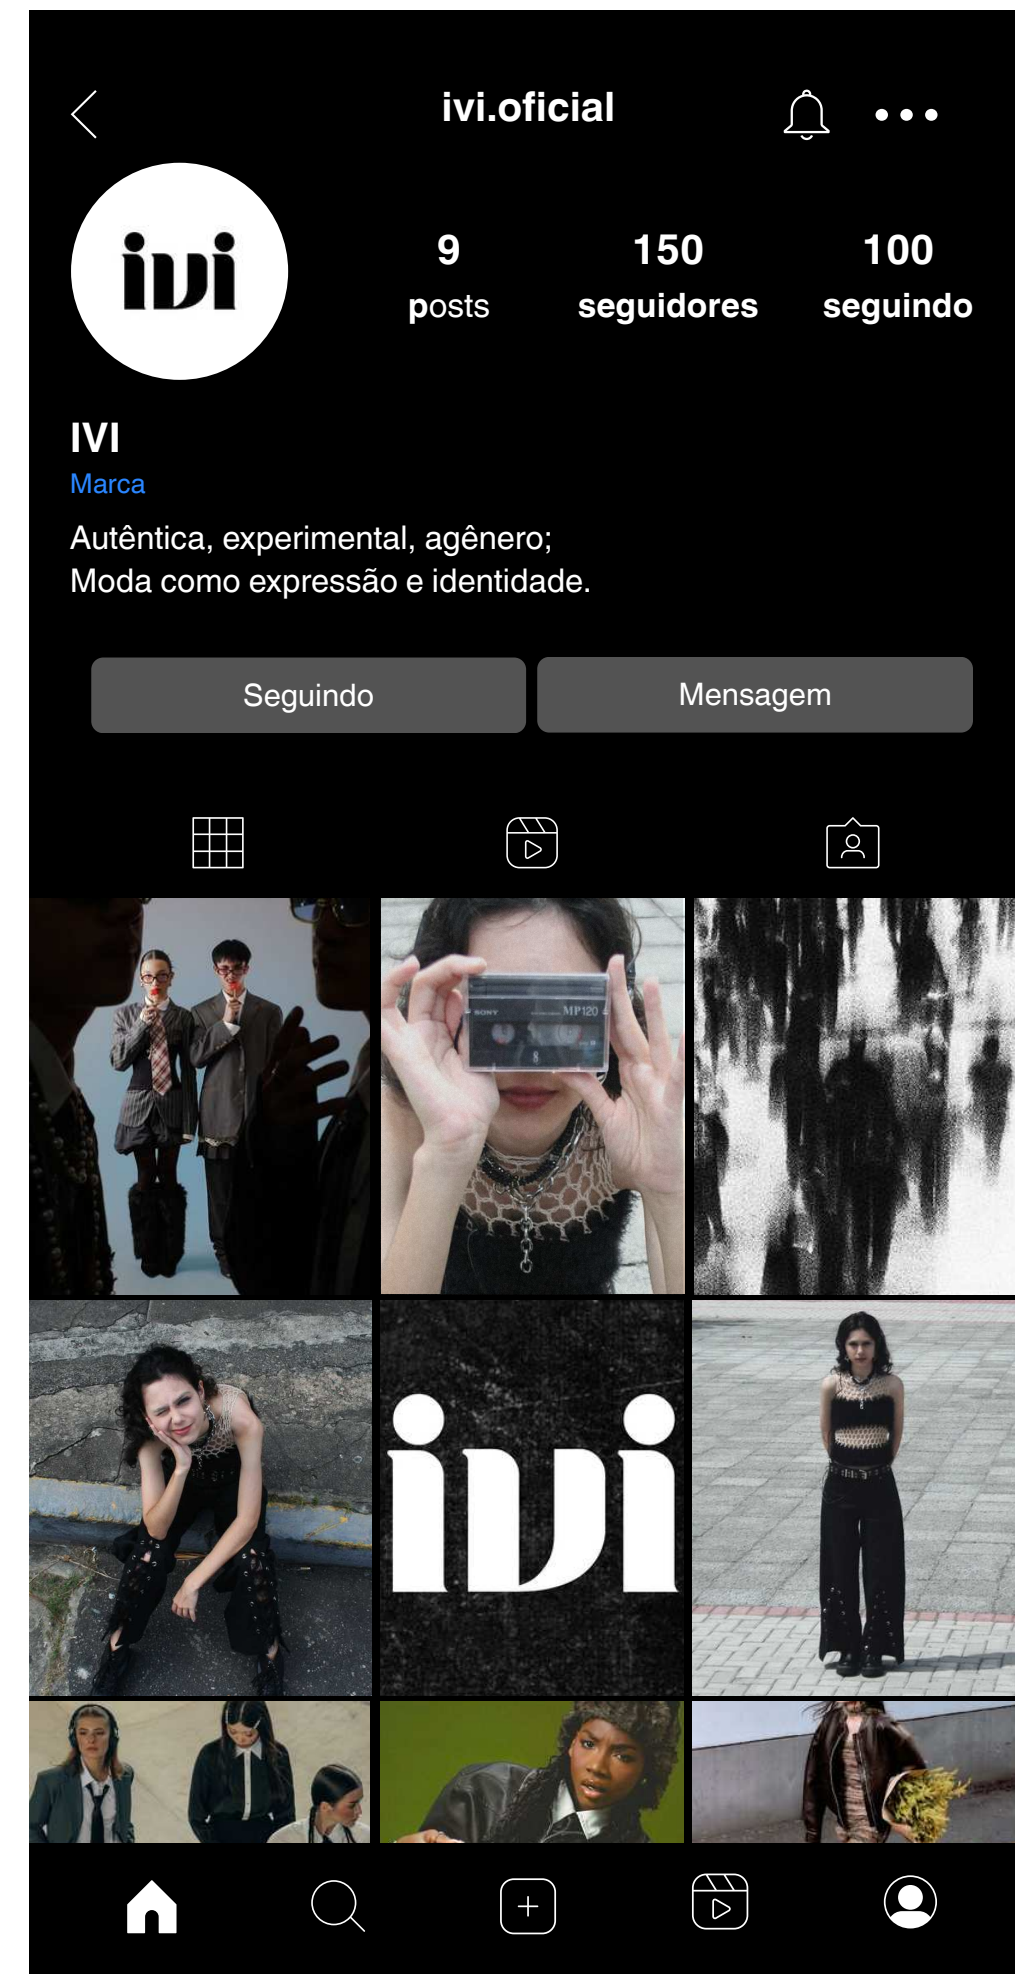 ivi.oficial
ivi
9
150
100
posts
seguidores
seguindo
IVI
Marca
Autêntica, experimental, agênero;
Moda como expressão e identidade.
Seguindo
Mensagem
SONY
MP120
8
ivi